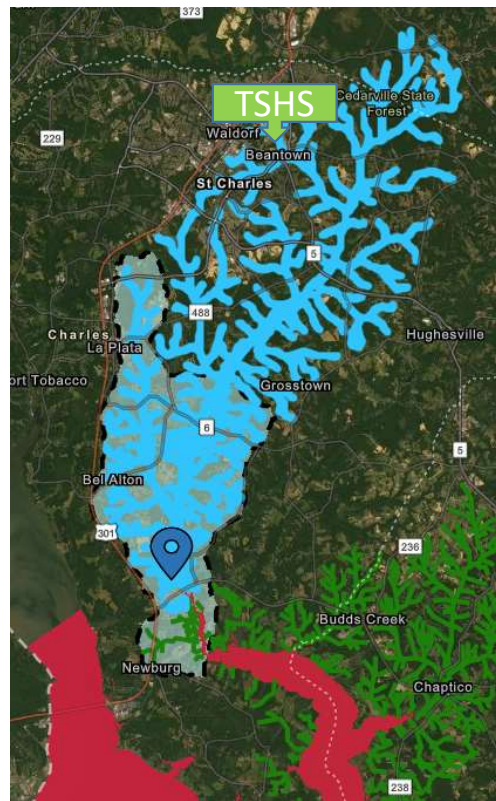 373
TSHS
Cedarville State
Forest
229
Waldorf
Beantown
St Charles
5
488
Charles
La Plata
Hughesville
ort Tobacco
Grosstown
6
5
Bel Alton
301
236
Budds Creek
Newburg
Chaptico
238